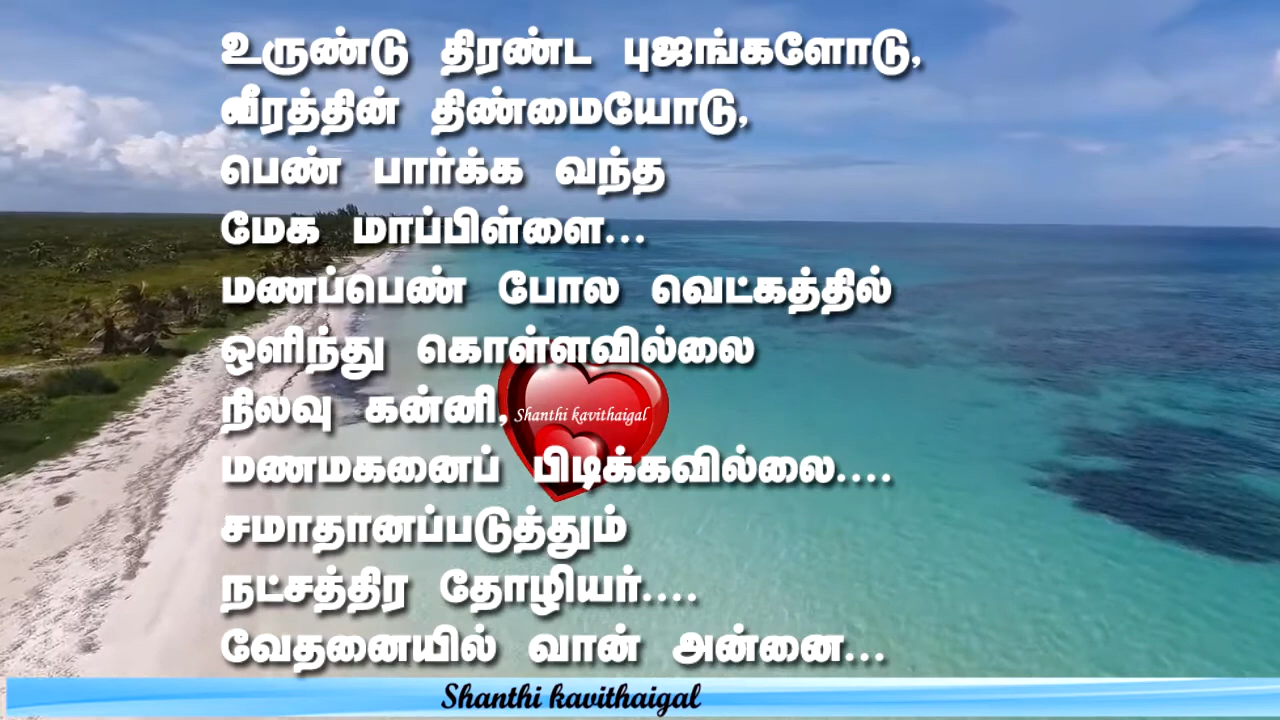 உருண்டு திரண்ட புஜங்களோடு,
வீரத்தின் திண்மையோடு,
பெண் பார்க்க வந்த
மேக மாப்பிள்ளை...
மணப்பெண் போல வெட்கத்தில்
ஒளிந்து கொள்ளவில்லை
நிலவு கன்னி,
Shanthi kavithaigal
மணமகனைப் பிடிக்கவில்லை....
சமாதானப்படுத்தும்
நட்சத்திர தோழியர்....
வேதனையில் வான் அன்னை...
Shanthi kavithaigal